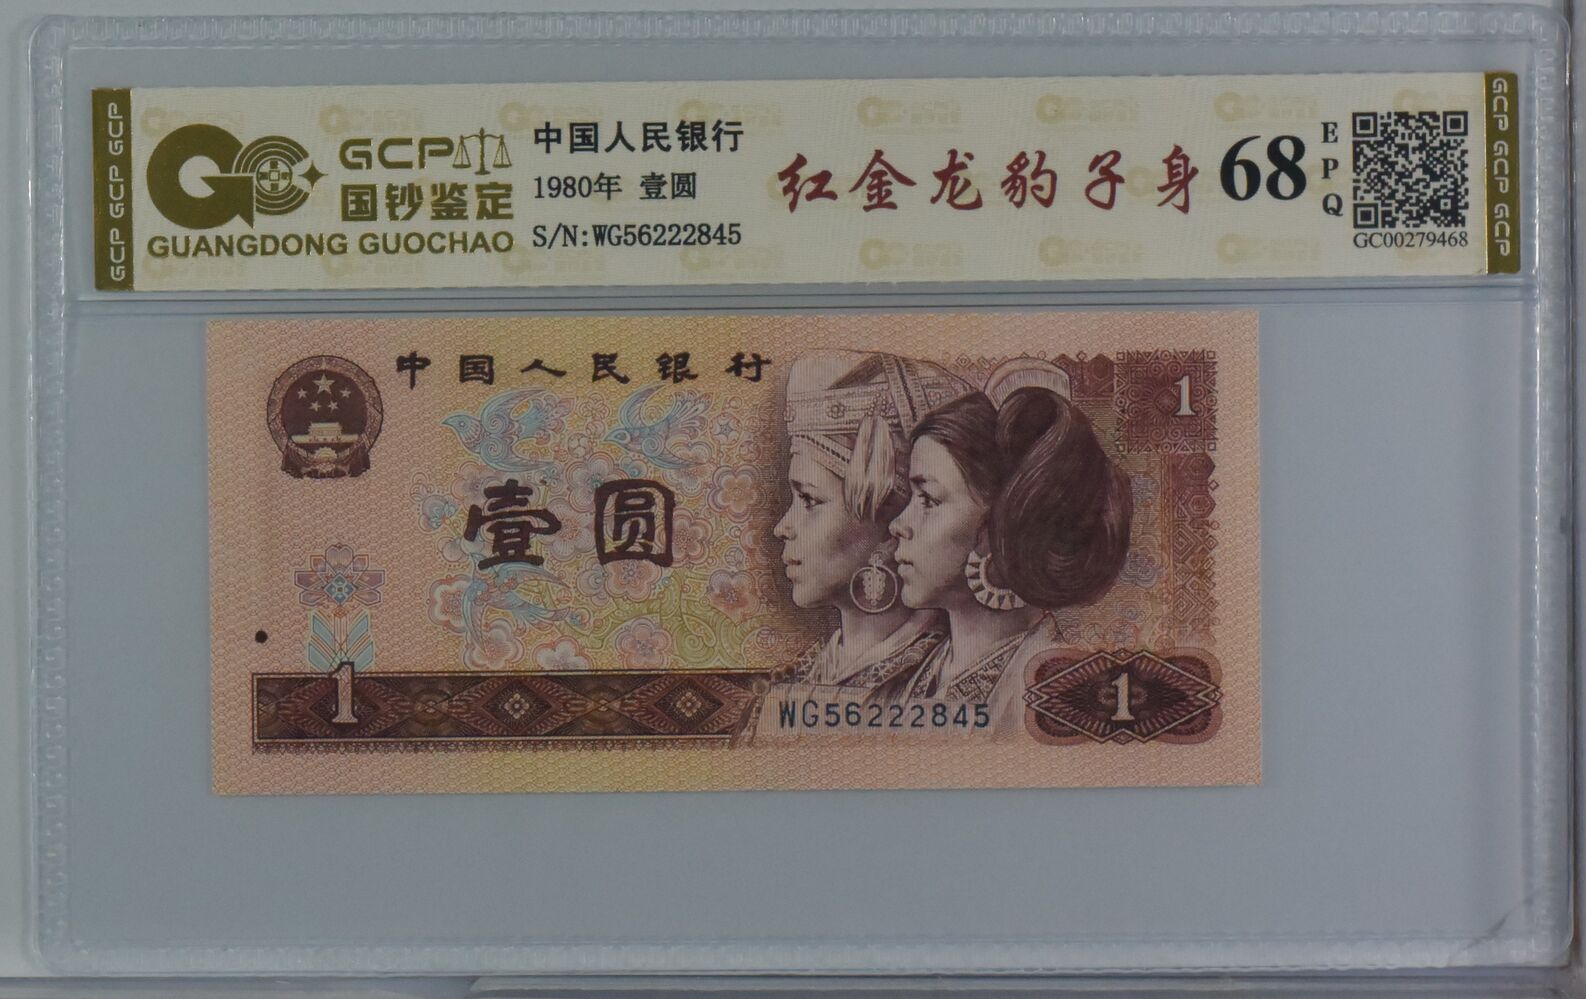 GCP GCP GCP
GCP
国钞鉴定
GUANGDONG GUOCHAO
中国人民银行
1980年 壹圆
S/N:WG56222845
红金龙豹子身
68
EPQ
GC00279468
GCP GCP GCP
中国人民银行
1
壹圆
1
WG56222845
1